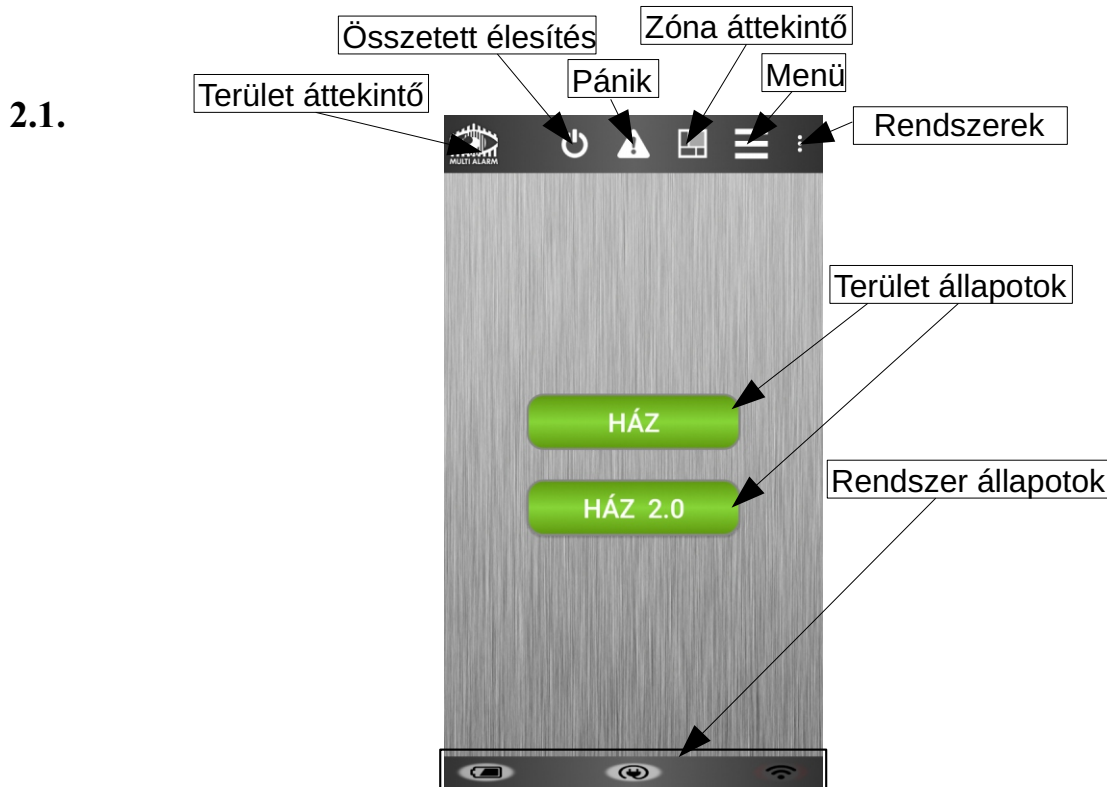 Zóna áttekintő
Összetett élesítés
Pánik
Menü
Terület áttekintő
2.1.
Rendszerek
MULTI ALARM
Terület állapotok
HÁZ
Rendszer állapotok
HÁZ 2.0